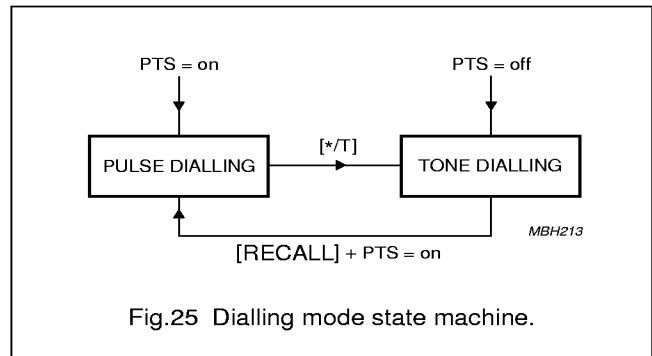 PTS = on
PTS = off
PULSE DIALLING
[*/T]
TONE DIALLING
MBH213
[RECALL] + PTS = on
Fig.25 Dialling mode state machine.